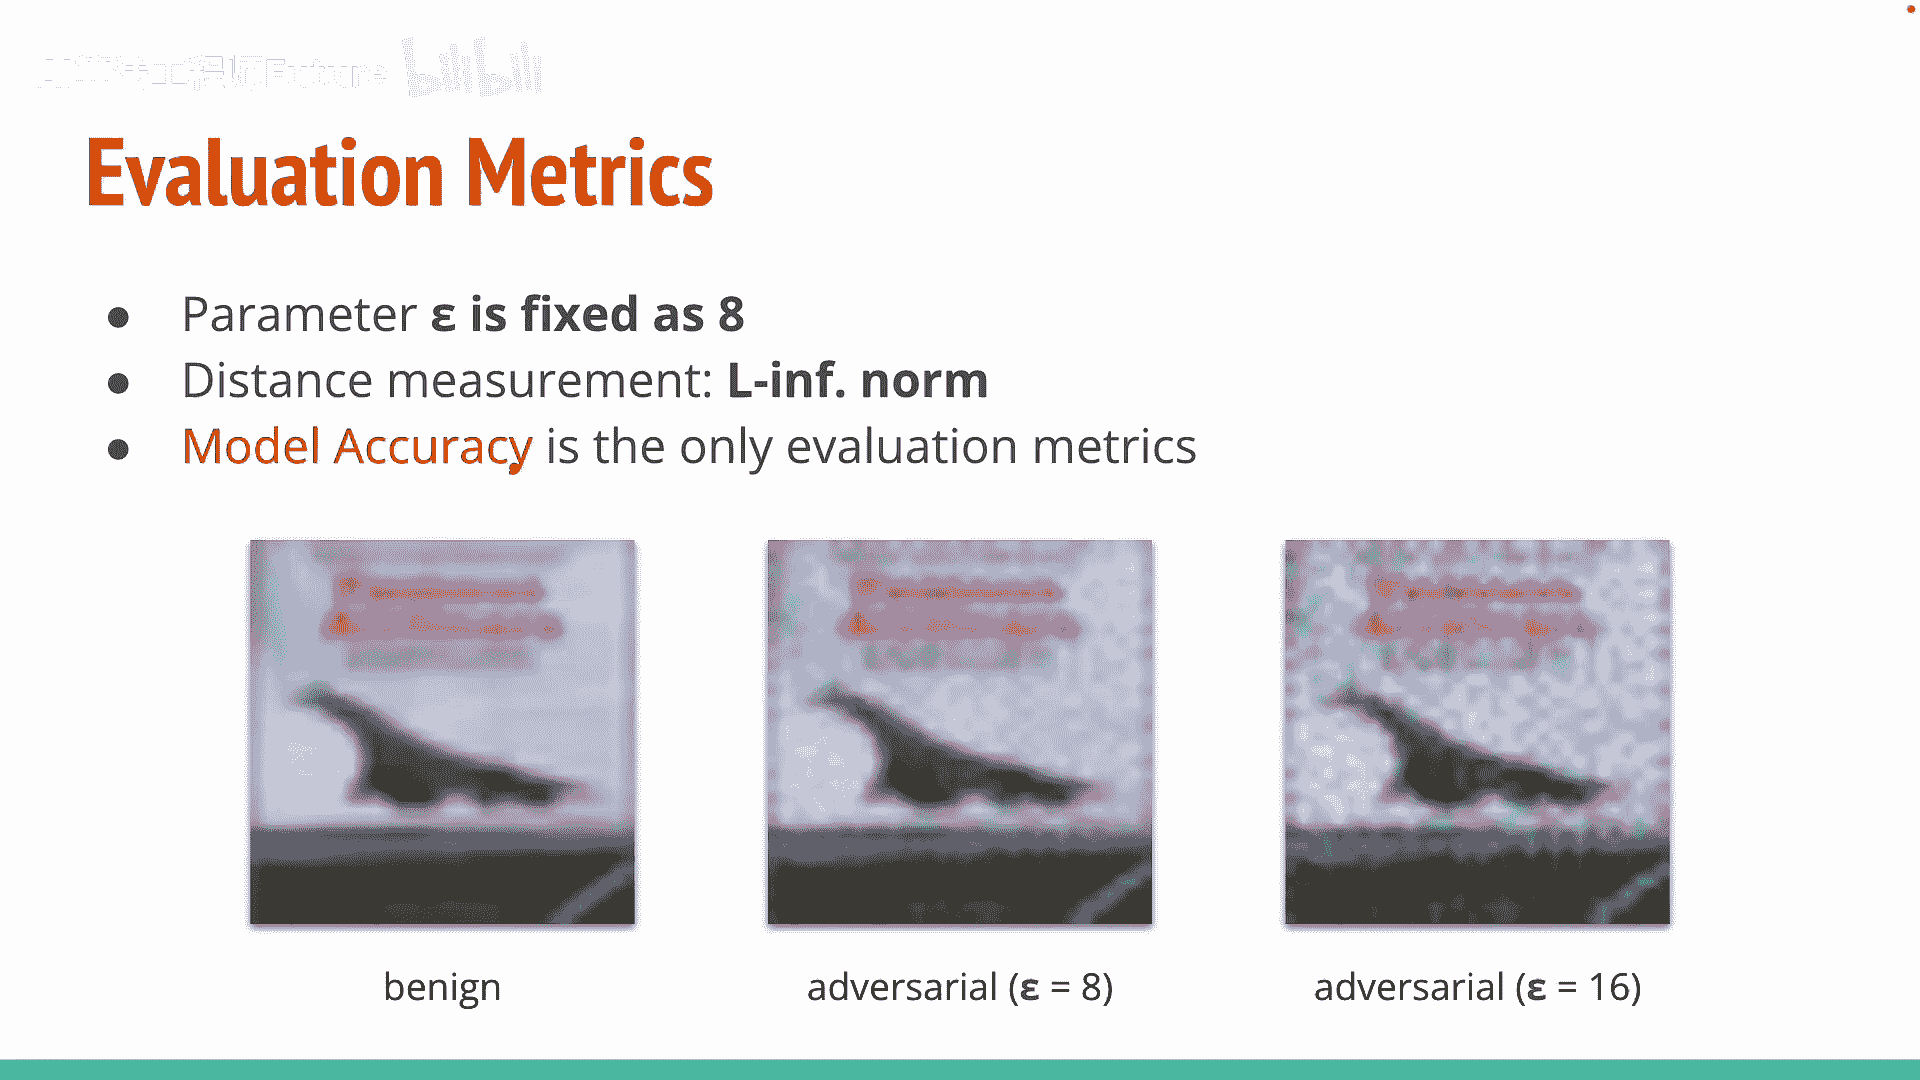 bilibili
Evaluation Metrics
● Parameter ε is fixed as 8
● Distance measurement: L-inf. norm
● Model Accuracy is the only evaluation metrics
benign
adversarial (ε = 8)
adversarial (ε = 16)